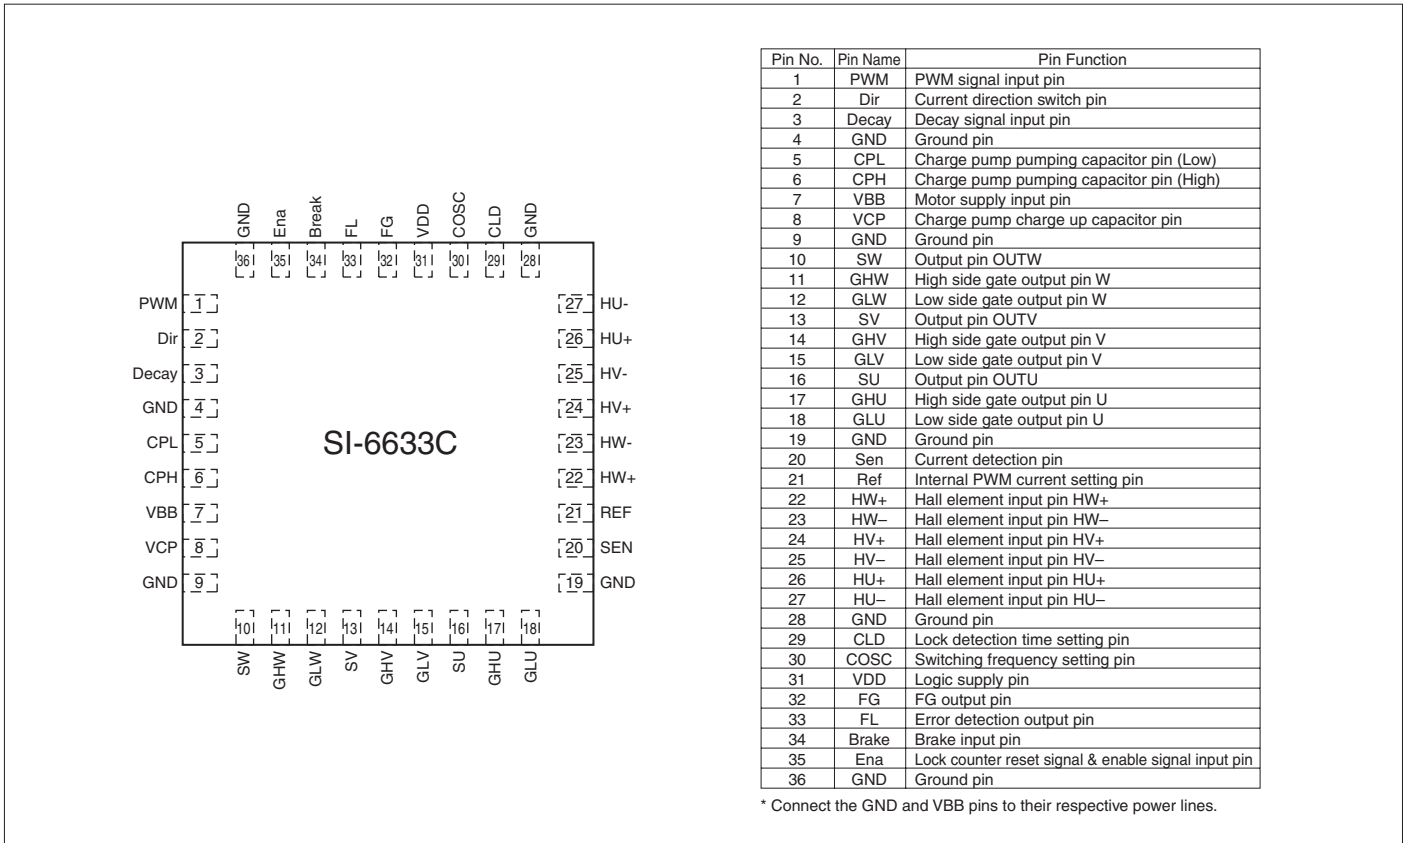 GND Ena Break FL FG VDD COSC CLD GND
36 35 34 33 32 31 30 29 28
PWM 1 27 HU-
Dir 2 26 HU+
Decay 3 25 HV-
GND 4 24 HV+
CPL 5 SI-6633C 23 HW-
CPH 6 22 HW+
VBB 7 21 REF
VCP 8 20 SEN
GND 9 19 GND
10 11 12 13 14 15 16 17 18
SW GHW GLW SV GHV GLV SU GHU GLU
Pin No. Pin Name Pin Function
1 PWM PWM signal input pin
2 Dir Current direction switch pin
3 Decay Decay signal input pin
4 GND Ground pin
5 CPL Charge pump pumping capacitor pin (Low)
6 CPH Charge pump pumping capacitor pin (High)
7 VBB Motor supply input pin
8 VCP Charge pump charge up capacitor pin
9 GND Ground pin
10 SW Output pin OUTW
11 GHW High side gate output pin W
12 GLW Low side gate output pin W
13 SV Output pin OUTV
14 GHV High side gate output pin V
15 GLV Low side gate output pin V
16 SU Output pin OUTU
17 GHU High side gate output pin U
18 GLU Low side gate output pin U
19 GND Ground pin
20 Sen Current detection pin
21 Ref Internal PWM current setting pin
22 HW+ Hall element input pin HW+
23 HW– Hall element input pin HW–
24 HV+ Hall element input pin HV+
25 HV– Hall element input pin HV–
26 HU+ Hall element input pin HU+
27 HU– Hall element input pin HU–
28 GND Ground pin
29 CLD Lock detection time setting pin
30 COSC Switching frequency setting pin
31 VDD Logic supply pin
32 FG FG output pin
33 FL Error detection output pin
34 Brake Brake input pin
35 Ena Lock counter reset signal & enable signal input pin
36 GND Ground pin
* Connect the GND and VBB pins to their respective power lines.